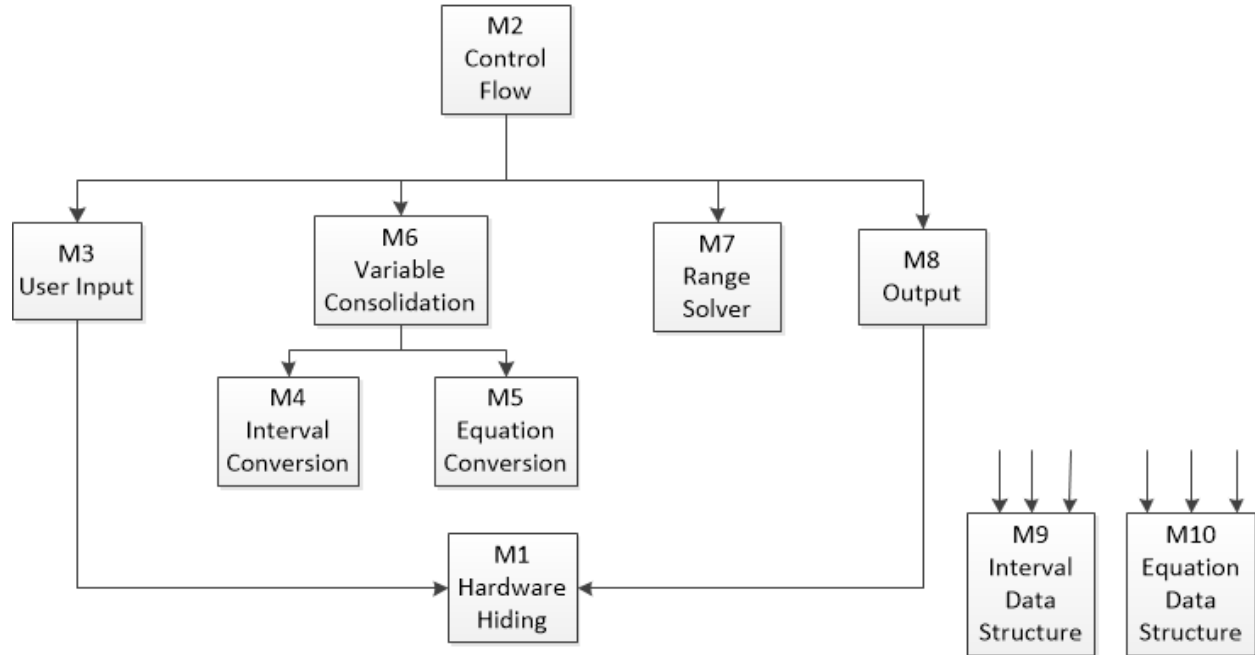 M2
Control
Flow
M3
User Input
M6
Variable
Consolidation
M7
Range
Solver
M8
Output
M4
Interval
Conversion
M5
Equation
Conversion
M1
Hardware
Hiding
M9
Interval
Data
Structure
M10
Equation
Data
Structure